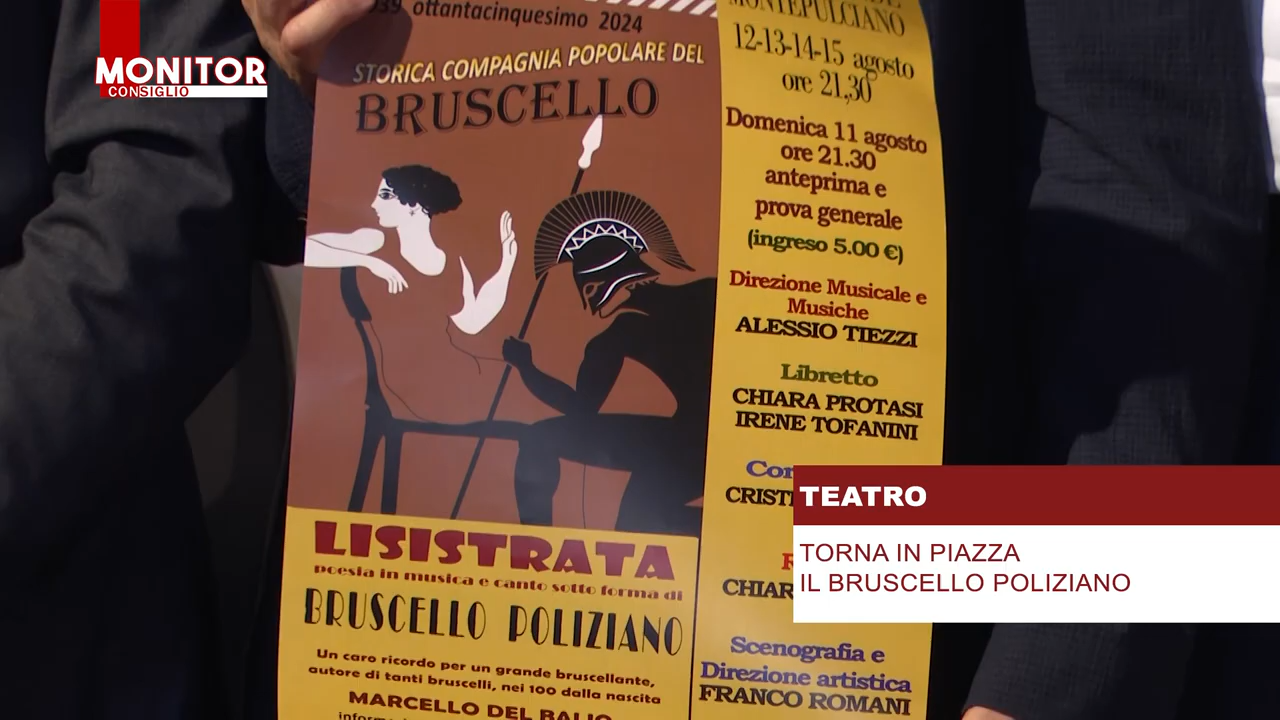 MONITOR
CONSIGLIO
ottantacinquesimo 2024
STORICA COMPAGNIA POPOLARE DEL
BRUSCELLO
LISISTRATA
poesia in musica e canto sotto forma di
BRUSCELLO POLIZIANO
Un caro ricordo per un grande bruscellante,
autore di tanti bruscelli, nei 100 dalla nascita
MARCELLO DEL BALIO
MONTEPULCIANO
12-13-14-15 agosto
ore 21,30
Domenica 11 agosto
ore 21.30
anteprima e
prova generale
(ingreso 5.00 €)
Direzione Musicale e
Musiche
ALESSIO TIEZZI
Libretto
CHIARA PROTASI
IRENE TOFANINI
Scenografia e
Direzione artistica
FRANCO ROMANI
TEATRO
TORNA IN PIAZZA
IL BRUSCELLO POLIZIANO